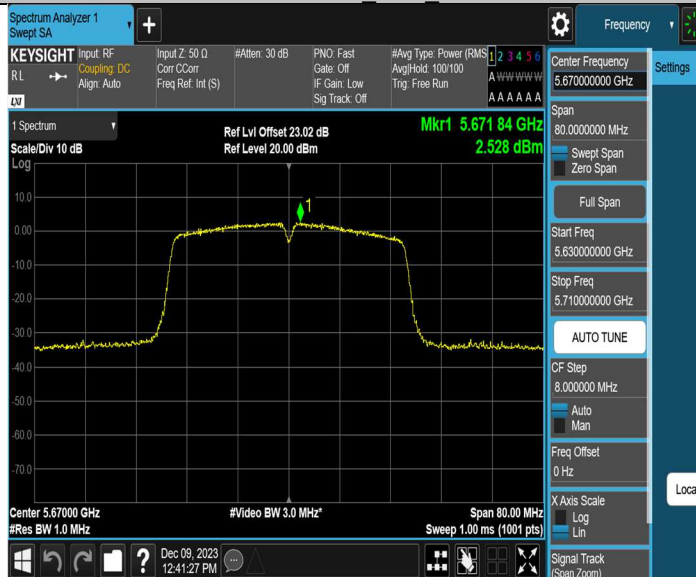 Spectrum Analyzer 1
Swept SA
Frequency
KEYSIGHT
RL
LXI
Input: RF
Coupling: DC
Align: Auto
Input Z: 50 Ω
Corr CCorr
Freq Ref: Int (S)
#Atten: 30 dB
PNO: Fast
Gate: Off
IF Gain: Low
Sig Track: Off
#Avg Type: Power (RMS
Avg|Hold: 100/100
Trig: Free Run
1 2 3 4 5 6
A W W W W W
A A A A A A
1 Spectrum
Scale/Div 10 dB
Log
Ref Lvl Offset 23.02 dB
Ref Level 20.00 dBm
Mkr1 5.671 84 GHz
2.528 dBm
1
10.0
0.00
-10.0
-20.0
-30.0
-40.0
-50.0
-60.0
-70.0
Center 5.67000 GHz
#Res BW 1.0 MHz
#Video BW 3.0 MHz*
Span 80.00 MHz
Sweep 1.00 ms (1001 pts)
Dec 09, 2023
12:41:27 PM
Center Frequency
5.670000000 GHz
Settings
Span
80.0000000 MHz
Swept Span
Zero Span
Full Span
Start Freq
5.630000000 GHz
Stop Freq
5.710000000 GHz
AUTO TUNE
CF Step
8.000000 MHz
Auto
Man
Freq Offset
0 Hz
X Axis Scale
Log
Lin
Local
Signal Track
(Span Zoom)